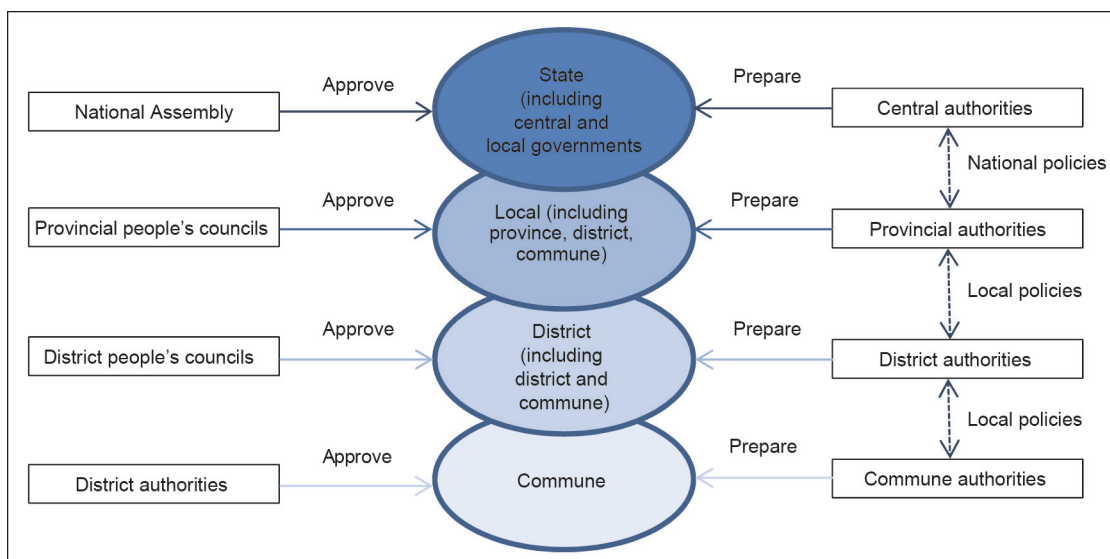 Approve
State
(including
central and
local governments
Prepare
National Assembly
Central authorities
National policies
Approve
Local (including
province, district,
commune)
Prepare
Provincial people's councils
Provincial authorities
Local policies
Approve
District
(including
district and
commune)
Prepare
District people's councils
District authorities
Local policies
Approve
Commune
Prepare
District authorities
Commune authorities